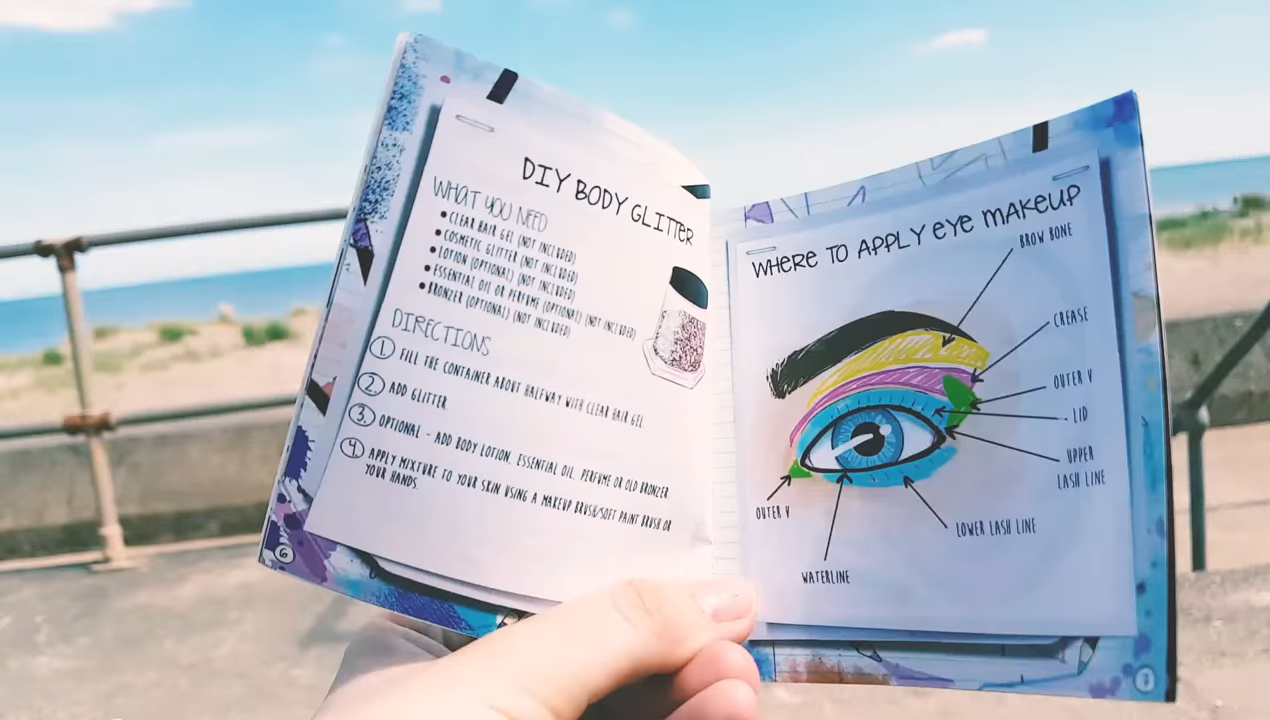 DIY BODY GLITTER
WHAT YOU NEED
• CLEAR HAIR GEL (NOT INCLUDED)
• COSMETIC GLITTER (NOT INCLUDED)
• LOTION (OPTIONAL) (NOT INCLUDED)
• ESSENTIAL OIL OR PERFUME (OPTIONAL) (NOT INCLUDED)
• BRONZER (OPTIONAL) (NOT INCLUDED)
DIRECTIONS
1. FILL THE CONTAINER ABOUT HALFWAY WITH CLEAR HAIR GEL.
2. ADD GLITTER.
3. OPTIONAL - ADD BODY LOTION, ESSENTIAL OIL, PERFUME OR OLD BRONZER.
4. APPLY MIXTURE TO YOUR SKIN USING A MAKEUP BRUSH/SOFT PAINT BRUSH OR
YOUR HANDS.
6
WHERE TO APPLY EYE MAKEUP
BROW BONE
CREASE
OUTER V
LID
UPPER
LASH LINE
OUTER V
LOWER LASH LINE
WATERLINE
7